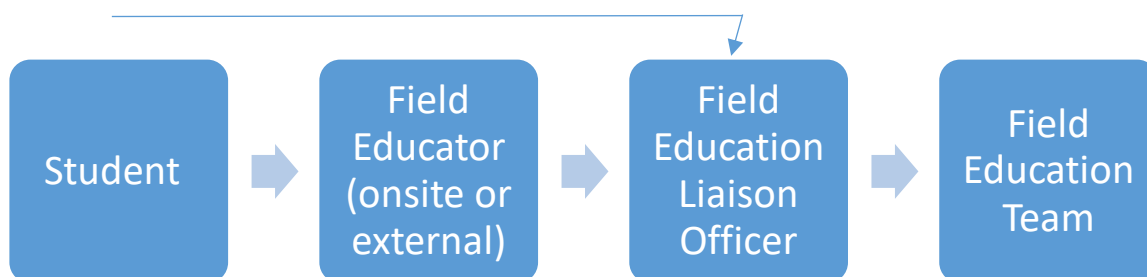 Student
Field
Educator
(onsite or
external)
Field
Education
Liaison
Officer
Field
Education
Team